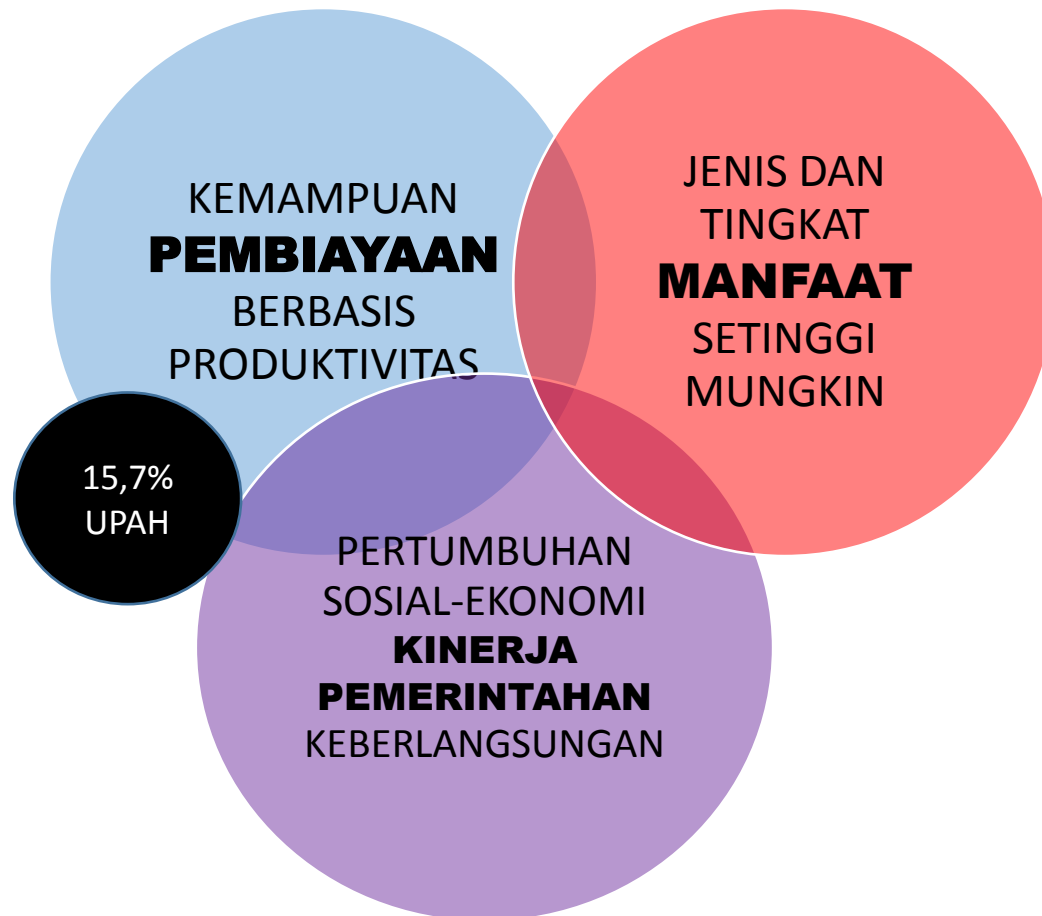 KEMAMPUAN
PEMBIAYAAN
BERBASIS
PRODUKTIVITAS
JENIS DAN
TINGKAT
MANFAAT
SETINGGI
MUNGKIN
15,7%
UPAH
PERTUMBUHAN
SOSIAL-EKONOMI
KINERJA
PEMERINTAHAN
KEBERLANGSUNGAN